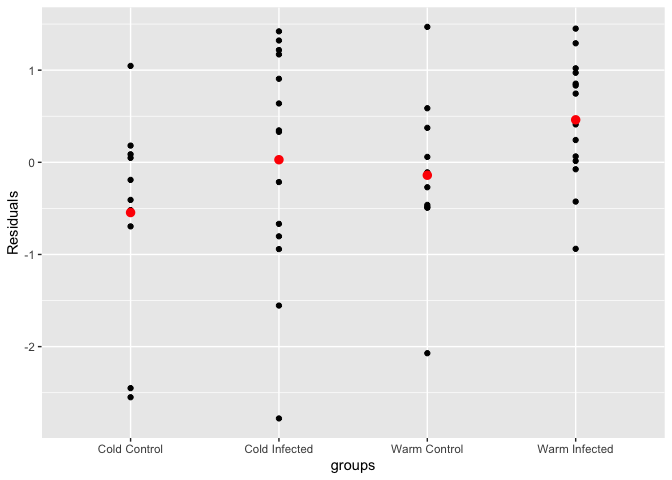 1
0
-1
-2
Residuals
Cold Control Cold Infected Warm Control Warm Infected
groups